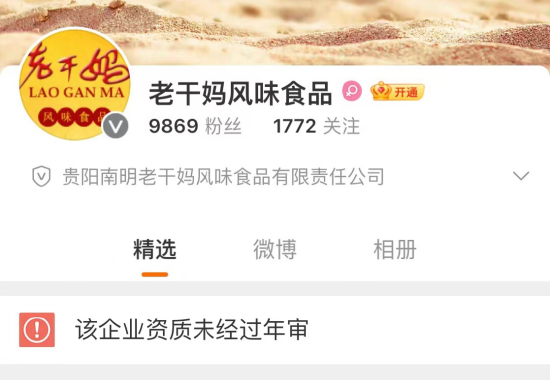 老干妈
LAO GAN MA
风味食品
老干妈风味食品
开通
9869 粉丝 1772 关注
贵阳南明老干妈风味食品有限责任公司
精选 微博 相册
该企业资质未经过年审